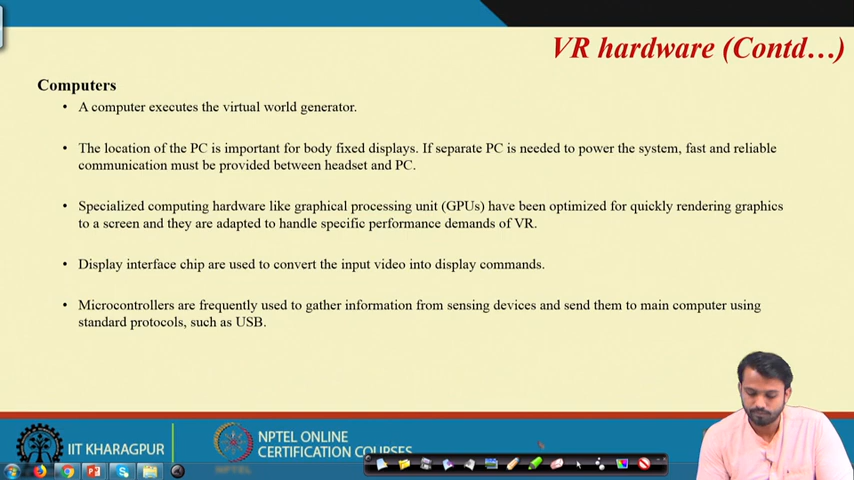 VR hardware (Contd…)
Computers
• A computer executes the virtual world generator.
• The location of the PC is important for body fixed displays. If separate PC is needed to power the system, fast and reliable
communication must be provided between headset and PC.
• Specialized computing hardware like graphical processing unit (GPUs) have been optimized for quickly rendering graphics
to a screen and they are adapted to handle specific performance demands of VR.
• Display interface chip are used to convert the input video into display commands.
• Microcontrollers are frequently used to gather information from sensing devices and send them to main computer using
standard protocols, such as USB.
IIT KHARAGPUR
NPTEL ONLINE
CERTIFICATION COURSES
NPTEL